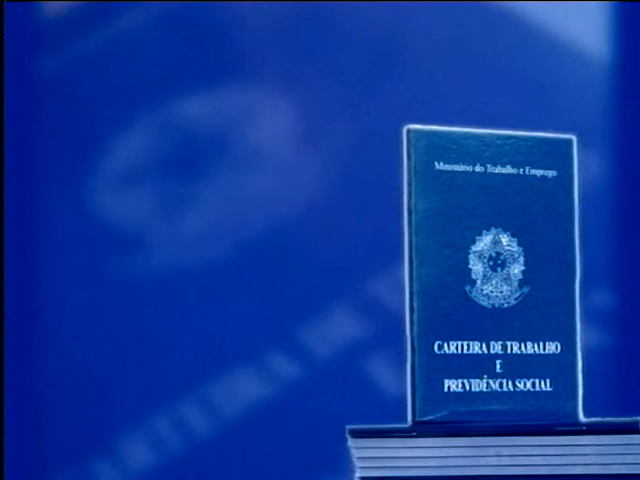 Ministério do Trabalho e Emprego
CARTEIRA DE TRABALHO
E
PREVIDÊNCIA SOCIAL